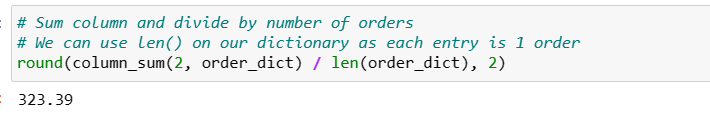 # Sum column and divide by number of orders
# We can use len() on our dictionary as each entry is 1 order
round(column_sum(2, order_dict) / len(order_dict), 2)
323.39